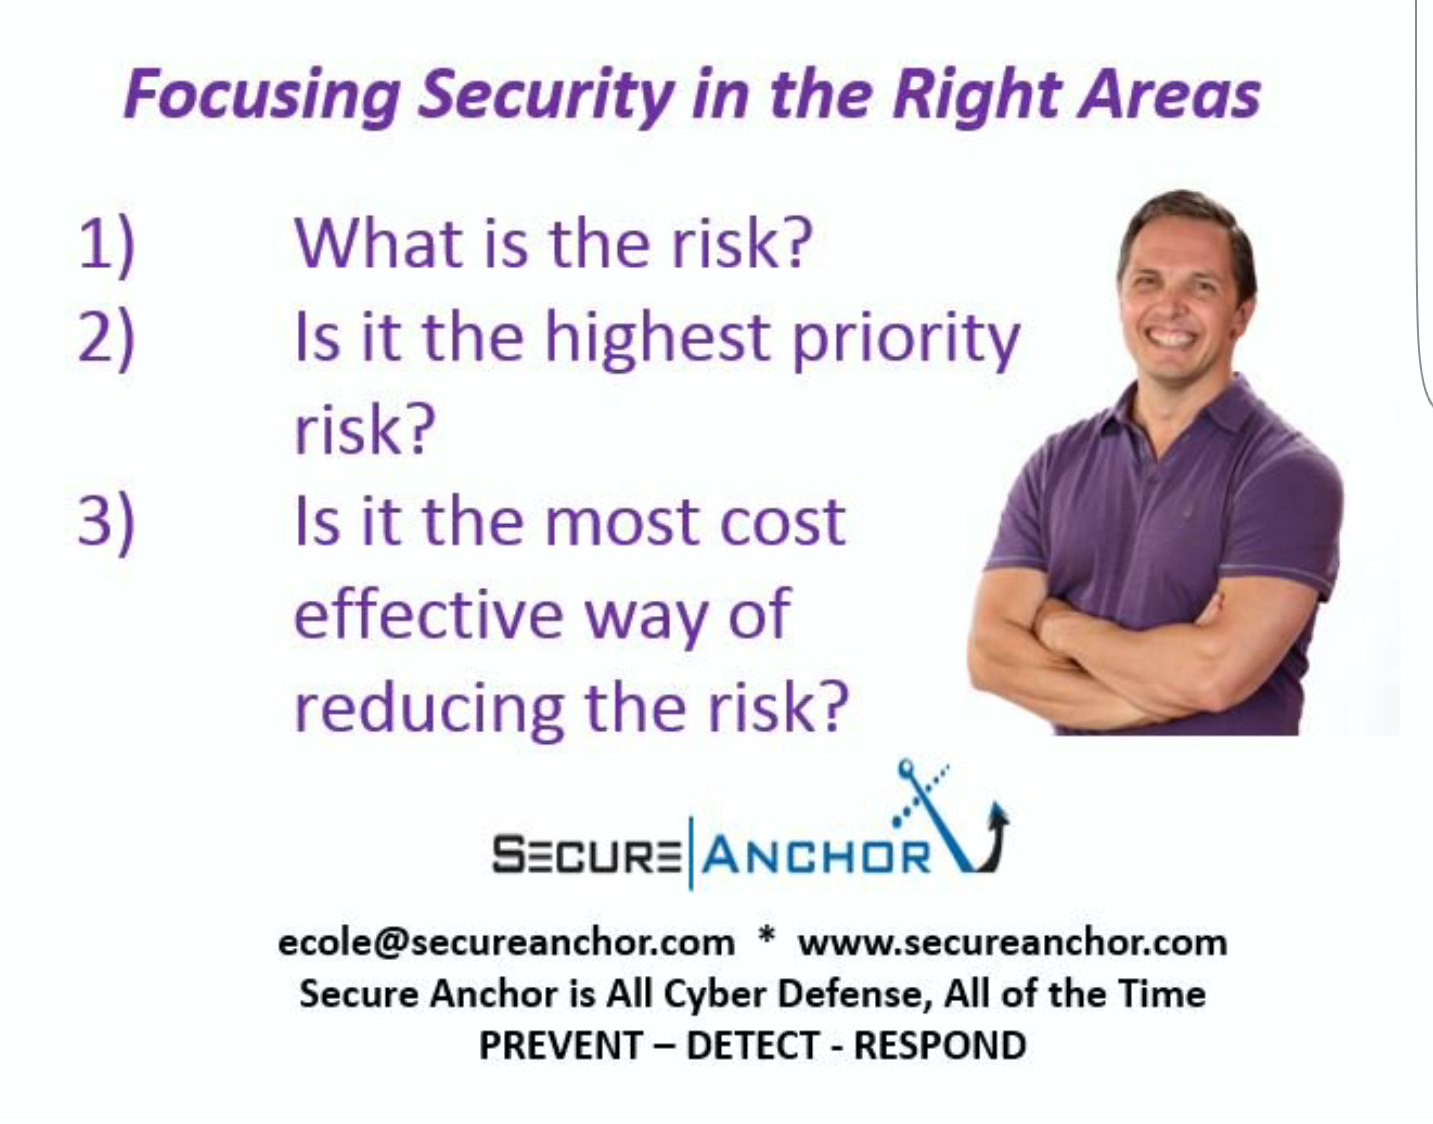 Focusing Security in the Right Areas
1) What is the risk?
2) Is it the highest priority
risk?
3) Is it the most cost
effective way of
reducing the risk?
SECURE ANCHOR
ecole@secureanchor.com * www.secureanchor.com
Secure Anchor is All Cyber Defense, All of the Time
PREVENT – DETECT - RESPOND